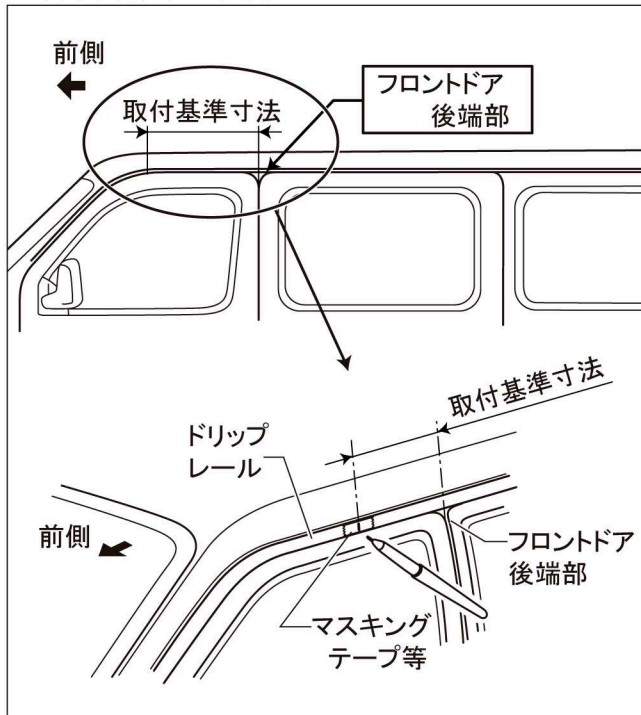 前側
取付基準寸法
フロントドア
後端部
取付基準寸法
ドリップ
レール
前側
フロントドア
後端部
マスキング
テープ等